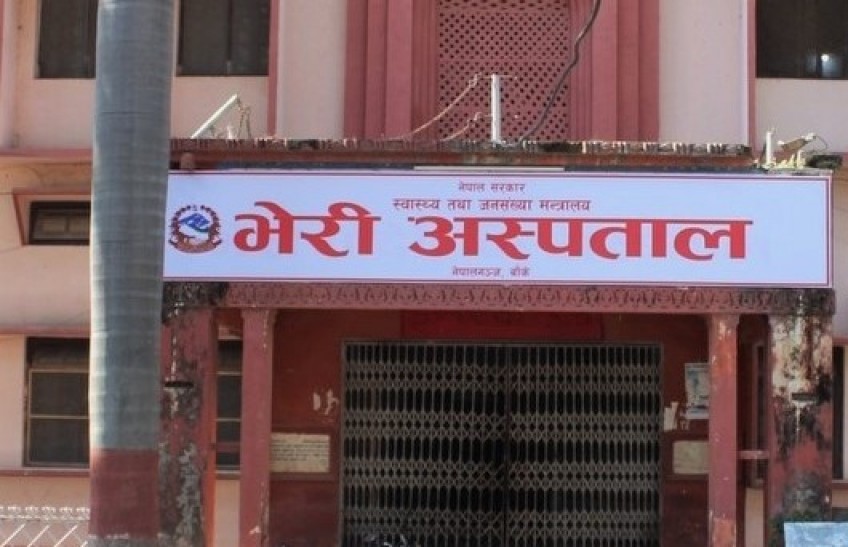 नेपाल सरकार
स्वास्थ्य तथा जनसंख्या मन्त्रालय
भेरी अस्पताल
नेपालगञ्ज, बाँके